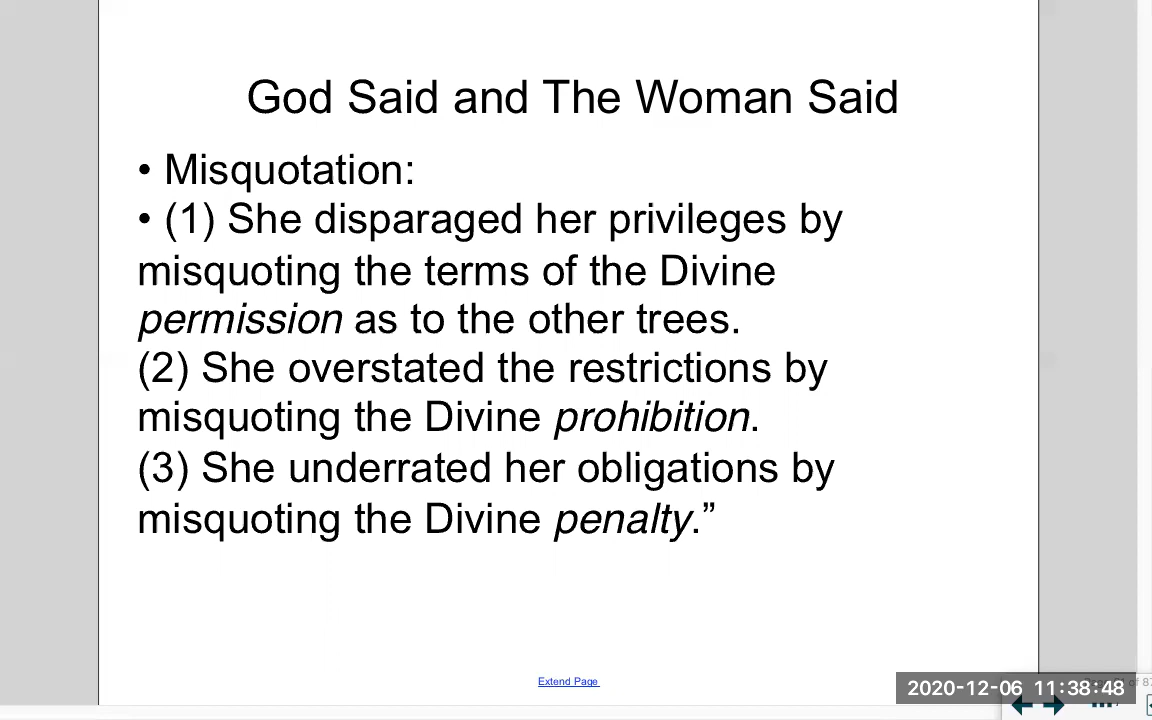 God Said and The Woman Said
• Misquotation:
• (1) She disparaged her privileges by
misquoting the terms of the Divine
permission as to the other trees.
(2) She overstated the restrictions by
misquoting the Divine prohibition.
(3) She underrated her obligations by
misquoting the Divine penalty.”
Extend Page
2020-12-06 11:38:48